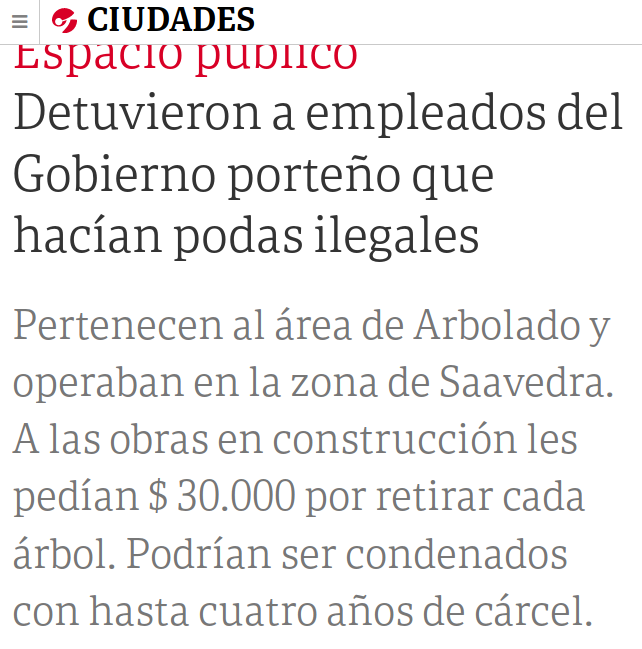 CIUDADES
Espacio público
Detuvieron a empleados del
Gobierno porteño que
hacían podas ilegales
Pertenecen al área de Arbolado y
operaban en la zona de Saavedra.
A las obras en construcción les
pedían $ 30.000 por retirar cada
árbol. Podrían ser condenados
con hasta cuatro años de cárcel.